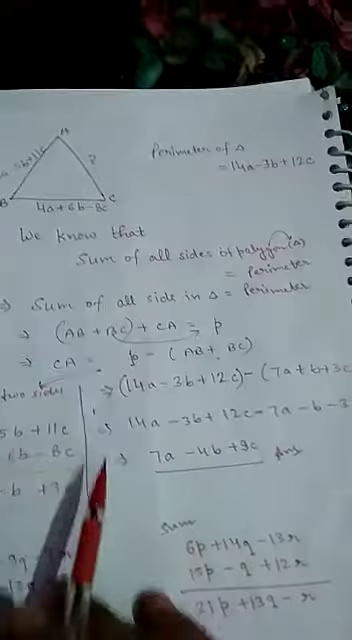 A
?
B
C
4a+6b-8c
Perimeter of Δ
= 14a-3b+12c
We know that
Sum of all sides of polygon(Δ)
= Perimeter
⇒ Sum of all side in Δ = Perimeter
⇒ (AB + BC) + CA = p
⇒ CA = p - (AB + BC)
two sides
5b + 11c
6b - 8c
-b + 3
⇒ (14a - 3b + 12c) - (7a + b + 3c
⇒ 14a - 3b + 12c - 7a - b - 3
⇒ 7a - 4b + 9c Ans
Sum
6p + 14q - 13r
15p - q + 12r
21p + 13q - r